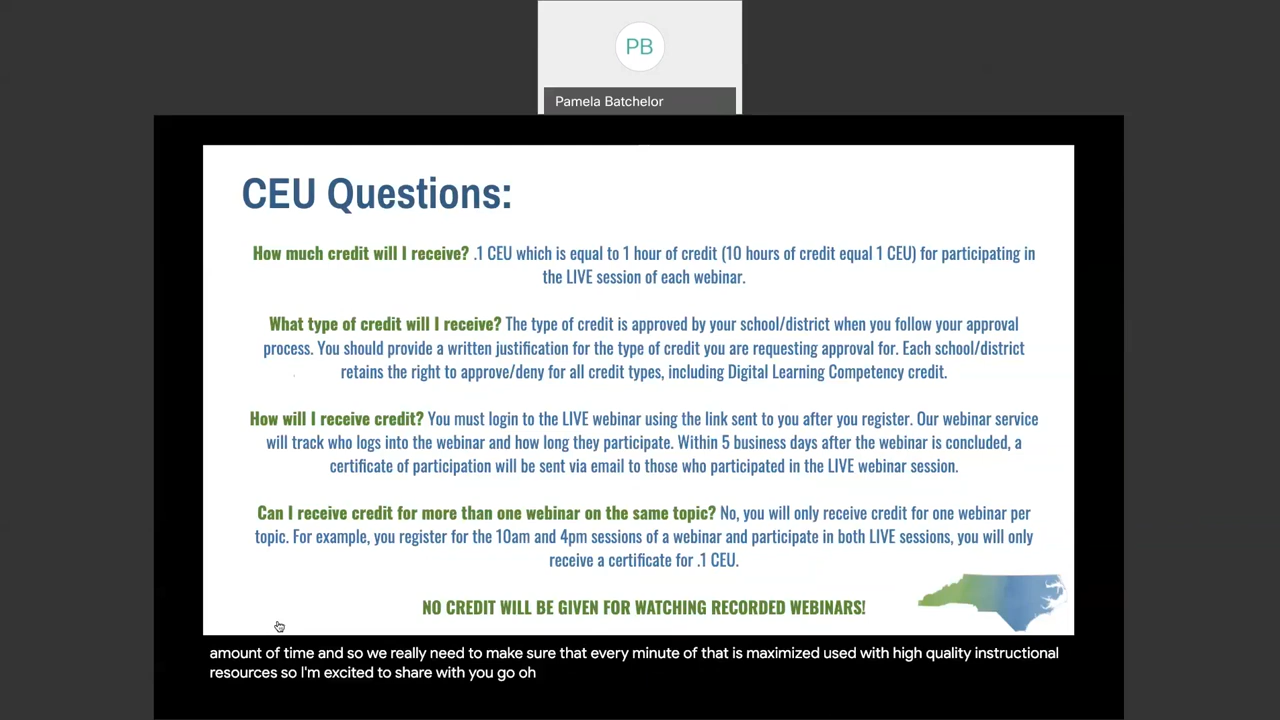 PB
Pamela Batchelor
CEU Questions:
How much credit will I receive? .1 CEU which is equal to 1 hour of credit (10 hours of credit equal 1 CEU) for participating in
the LIVE session of each webinar.
What type of credit will I receive? The type of credit is approved by your school/district when you follow your approval
process. You should provide a written justification for the type of credit you are requesting approval for. Each school/district
retains the right to approve/deny for all credit types, including Digital Learning Competency credit.
How will I receive credit? You must login to the LIVE webinar using the link sent to you after you register. Our webinar service
will track who logs into the webinar and how long they participate. Within 5 business days after the webinar is concluded, a
certificate of participation will be sent via email to those who participated in the LIVE webinar session.
Can I receive credit for more than one webinar on the same topic? No, you will only receive credit for one webinar per
topic. For example, you register for the 10am and 4pm sessions of a webinar and participate in both LIVE sessions, you will only
receive a certificate for .1 CEU.
NO CREDIT WILL BE GIVEN FOR WATCHING RECORDED WEBINARS!
amount of time and so we really need to make sure that every minute of that is maximized used with high quality instructional
resources so I'm excited to share with you go oh